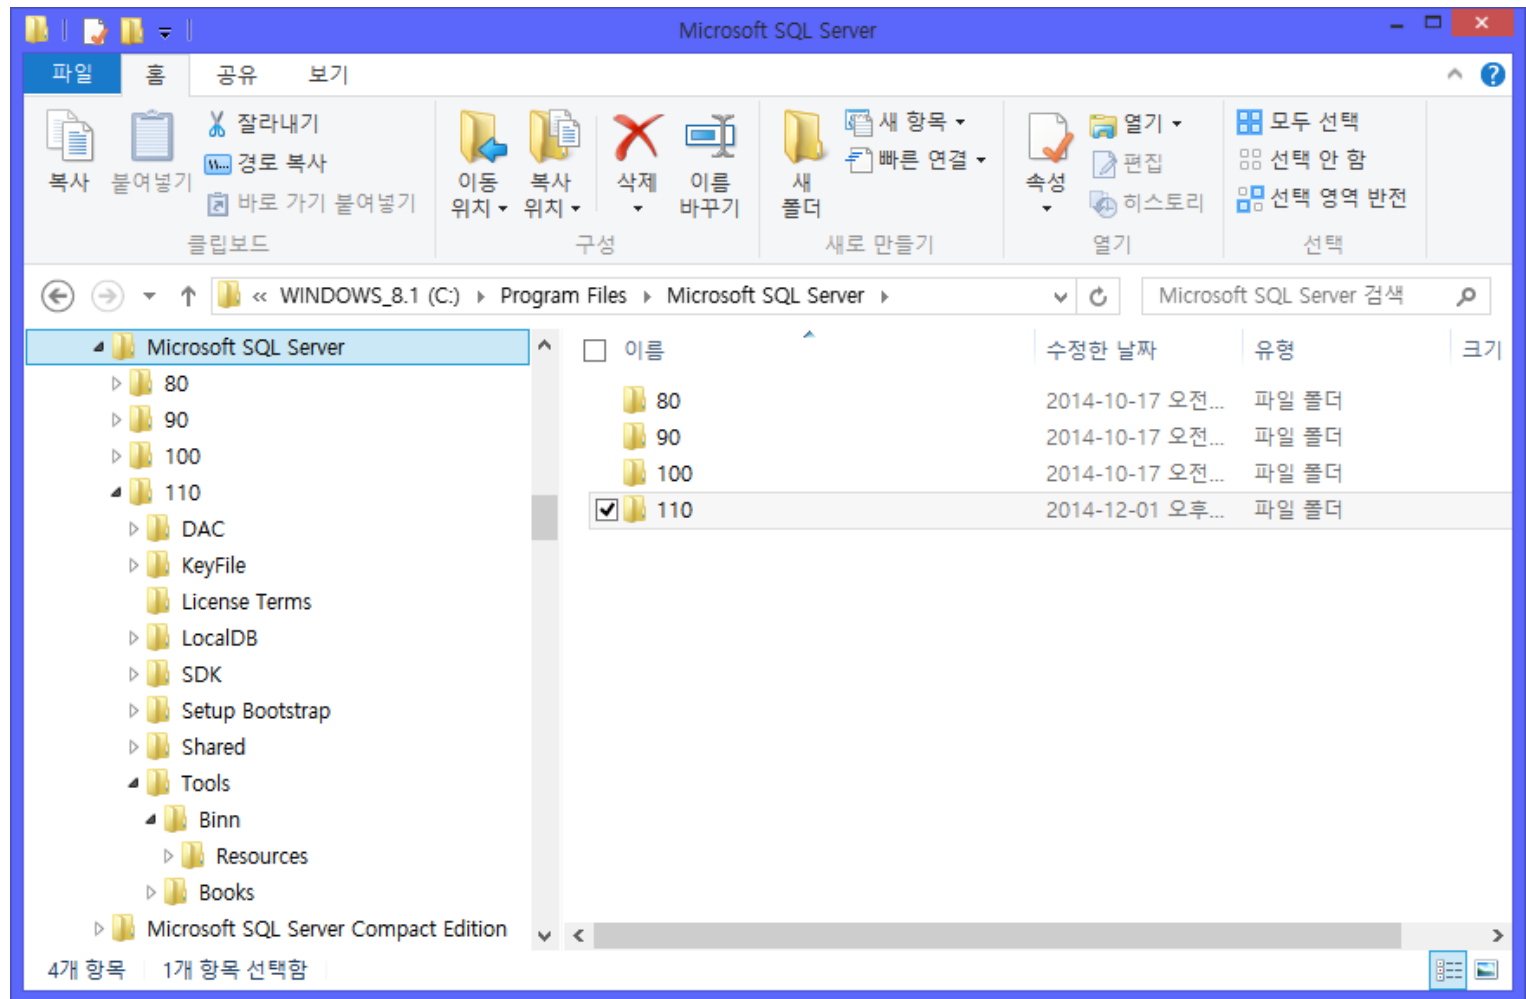 Microsoft SQL Server
파일 홈 공유 보기
복사 붙여넣기 잘라내기 경로 복사 바로 가기 붙여넣기
이동 위치 복사 위치 삭제 이름 바꾸기
새 폴더 새 항목 빠른 연결
속성 열기 편집 히스토리
모두 선택 선택 안 함 선택 영역 반전
클립보드 구성 새로 만들기 열기 선택
« WINDOWS_8.1 (C:) Program Files Microsoft SQL Server
Microsoft SQL Server 검색
Microsoft SQL Server
80
90
100
110
DAC
KeyFile
License Terms
LocalDB
SDK
Setup Bootstrap
Shared
Tools
Binn
Resources
Books
Microsoft SQL Server Compact Edition
이름 수정한 날짜 유형 크기
80 2014-10-17 오전... 파일 폴더
90 2014-10-17 오전... 파일 폴더
100 2014-10-17 오전... 파일 폴더
110 2014-12-01 오후... 파일 폴더
4개 항목 1개 항목 선택함